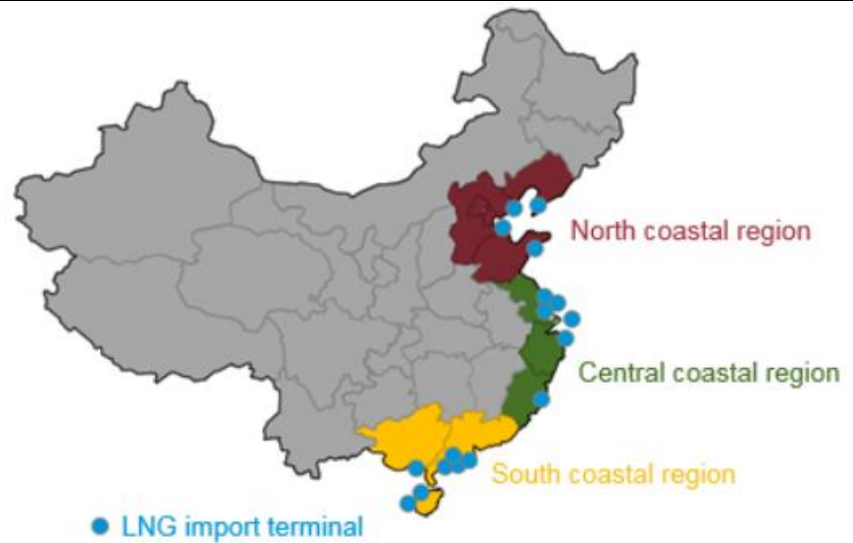 North coastal region
Central coastal region
South coastal region
LNG import terminal